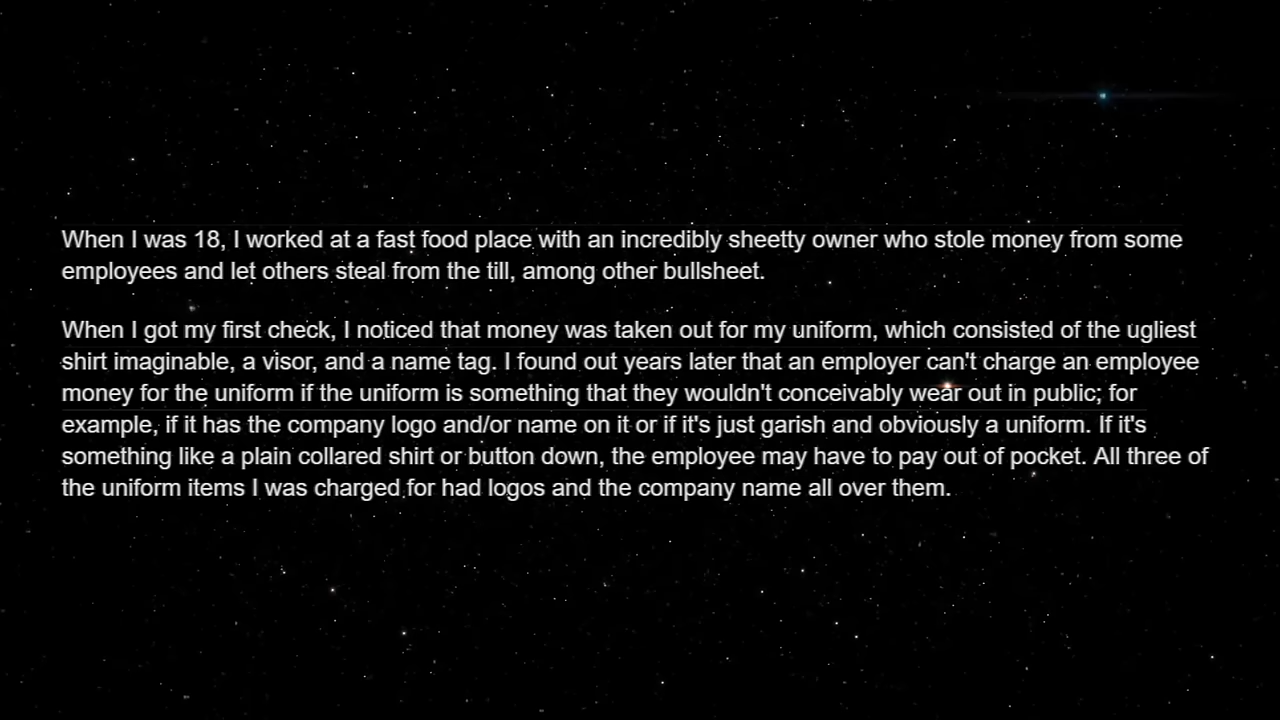 When I was 18, I worked at a fast food place with an incredibly sheetty owner who stole money from some
employees and let others steal from the till, among other bullsheet.
When I got my first check, I noticed that money was taken out for my uniform, which consisted of the ugliest
shirt imaginable, a visor, and a name tag. I found out years later that an employer can't charge an employee
money for the uniform if the uniform is something that they wouldn't conceivably wear out in public; for
example, if it has the company logo and/or name on it or if it's just garish and obviously a uniform. If it's
something like a plain collared shirt or button down, the employee may have to pay out of pocket. All three of
the uniform items I was charged for had logos and the company name all over them.